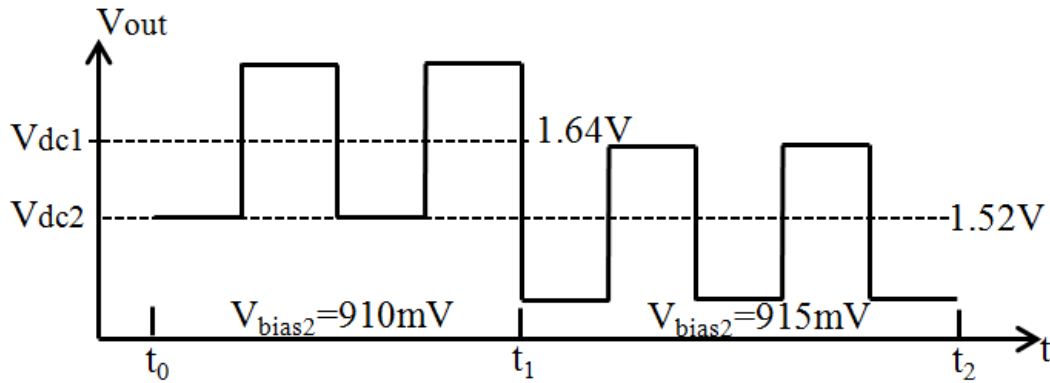 Vout
Vdc1
1.64V
Vdc2
1.52V
Vbias2=910mV
Vbias2=915mV
t0
t1
t2
t